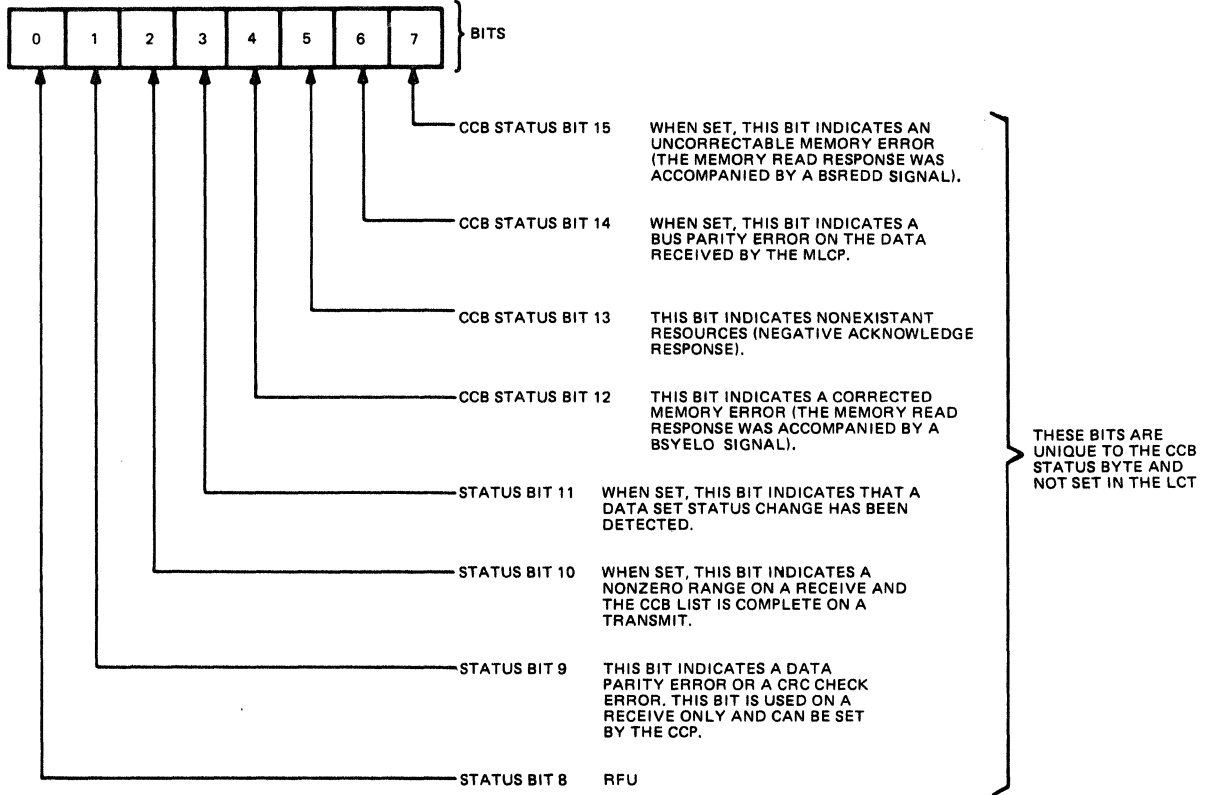 0 1 2 3 4 5 6 7 BITS
CCB STATUS BIT 15 WHEN SET, THIS BIT INDICATES AN
UNCORRECTABLE MEMORY ERROR
(THE MEMORY READ RESPONSE WAS
ACCOMPANIED BY A BSREDD SIGNAL).
CCB STATUS BIT 14 WHEN SET, THIS BIT INDICATES A
BUS PARITY ERROR ON THE DATA
RECEIVED BY THE MLCP.
CCB STATUS BIT 13 THIS BIT INDICATES NONEXISTANT
RESOURCES (NEGATIVE ACKNOWLEDGE
RESPONSE).
CCB STATUS BIT 12 THIS BIT INDICATES A CORRECTED
MEMORY ERROR (THE MEMORY READ
RESPONSE WAS ACCOMPANIED BY A
BSYELO SIGNAL).
STATUS BIT 11 WHEN SET, THIS BIT INDICATES THAT A
DATA SET STATUS CHANGE HAS BEEN
DETECTED.
STATUS BIT 10 WHEN SET, THIS BIT INDICATES A
NONZERO RANGE ON A RECEIVE AND
THE CCB LIST IS COMPLETE ON A
TRANSMIT.
STATUS BIT 9 THIS BIT INDICATES A DATA
PARITY ERROR OR A CRC CHECK
ERROR. THIS BIT IS USED ON A
RECEIVE ONLY AND CAN BE SET
BY THE CCP.
STATUS BIT 8 RFU
THESE BITS ARE
UNIQUE TO THE CCB
STATUS BYTE AND
NOT SET IN THE LCT